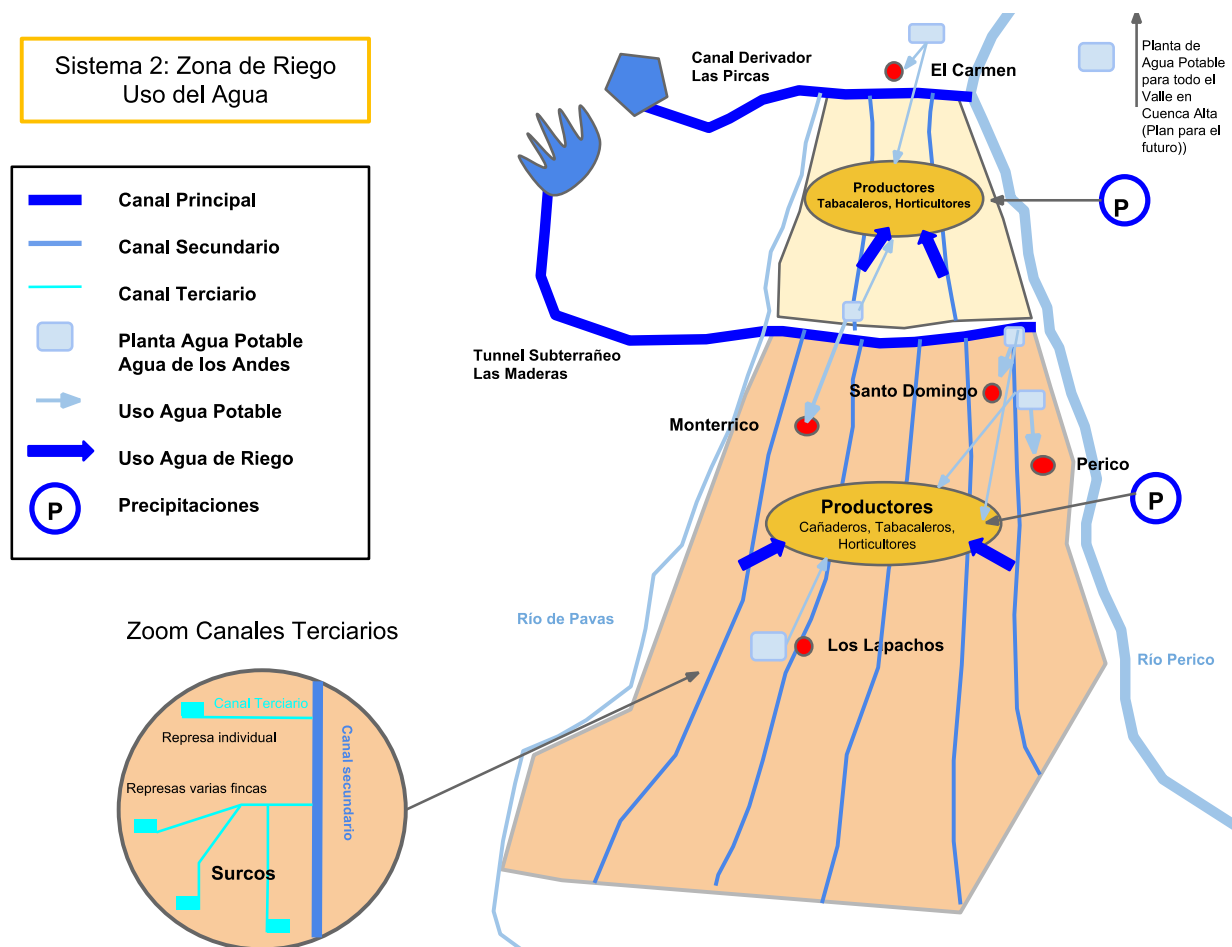 Sistema 2: Zona de Riego
Uso del Agua
Canal Principal
Canal Secundario
Canal Terciario
Planta Agua Potable
Agua de los Andes
Uso Agua Potable
Uso Agua de Riego
P
Precipitaciones
Canal Derivador
Las Pircas
El Carmen
Planta de
Agua Potable
para todo el
Valle en
Cuenca Alta
(Plan para el
futuro))
Productores
Tabacaleros, Horticultores
P
Tunnel Subterrañeo
Las Maderas
Santo Domingo
Monterrico
Perico
Productores
Cañaderos, Tabacaleros,
Horticultores
P
Río de Pavas
Los Lapachos
Río Perico
Zoom Canales Terciarios
Canal Terciario
Represa individual
Canal secundario
Represas varias fincas
Surcos